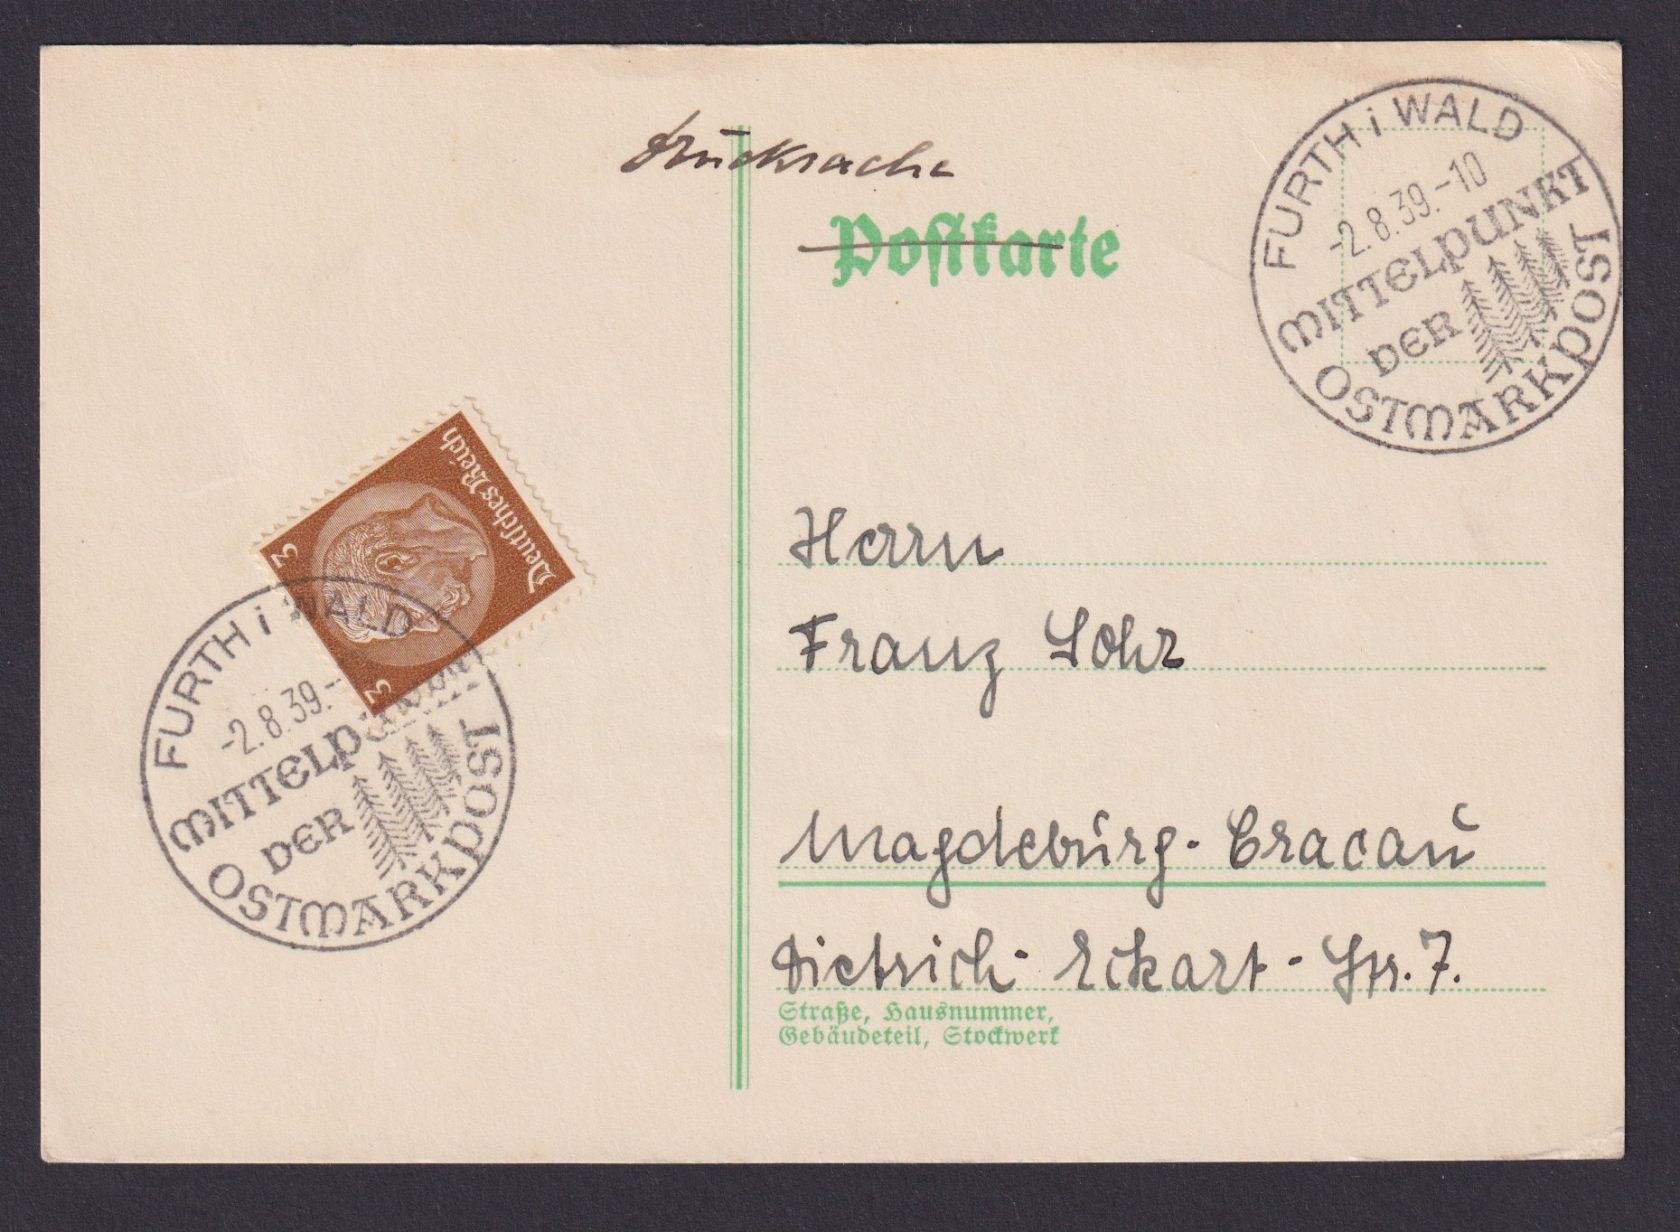 Drucksache
Postkarte
FURTH i WALD
-2.8.39.-10
MITTELPUNKT
DER
OSTMARKPOST
Deutsches Reich
3
3
FURTH i WALD
-2.8.39.-
MITTELPUNKT
DER
OSTMARKPOST
Herrn
Franz Lohr
Magdeburg-Cracau
Dietrich-Eckart-Str. 7.
Straße, Hausnummer,
Gebäudeteil, Stockwerk